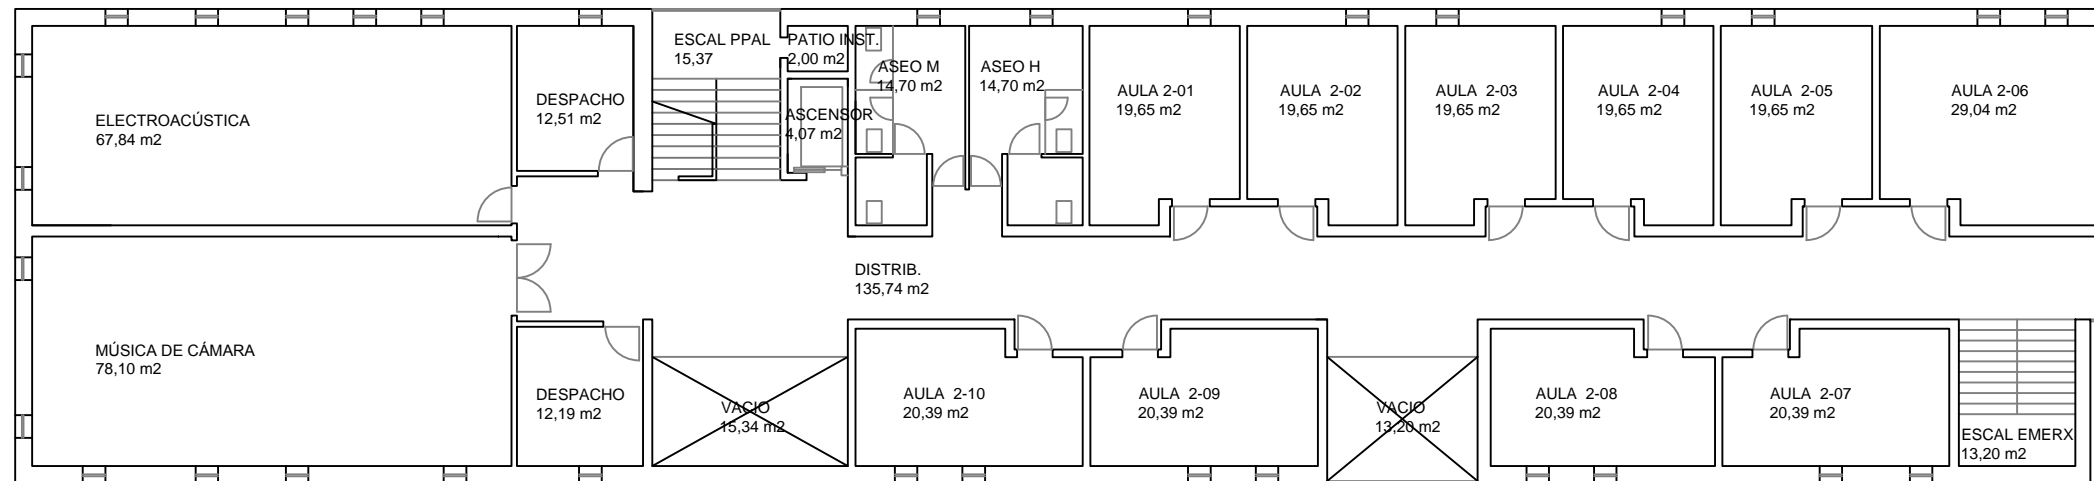 ESCAL PPAL
15,37
PATIO INST.
2,00 m2
ASEO M
14,70 m2
ASEO H
14,70 m2
DESPACHO
12,51 m2
ASCENSOR
4,07 m2
ELECTROACÚSTICA
67,84 m2
AULA 2-01
19,65 m2
AULA 2-02
19,65 m2
AULA 2-03
19,65 m2
AULA 2-04
19,65 m2
AULA 2-05
19,65 m2
AULA 2-06
29,04 m2
DISTRIB.
135,74 m2
MÚSICA DE CÁMARA
78,10 m2
DESPACHO
12,19 m2
VACIO
15,34 m2
AULA 2-10
20,39 m2
AULA 2-09
20,39 m2
VACIO
13,20 m2
AULA 2-08
20,39 m2
AULA 2-07
20,39 m2
ESCAL EMERX
13,20 m2